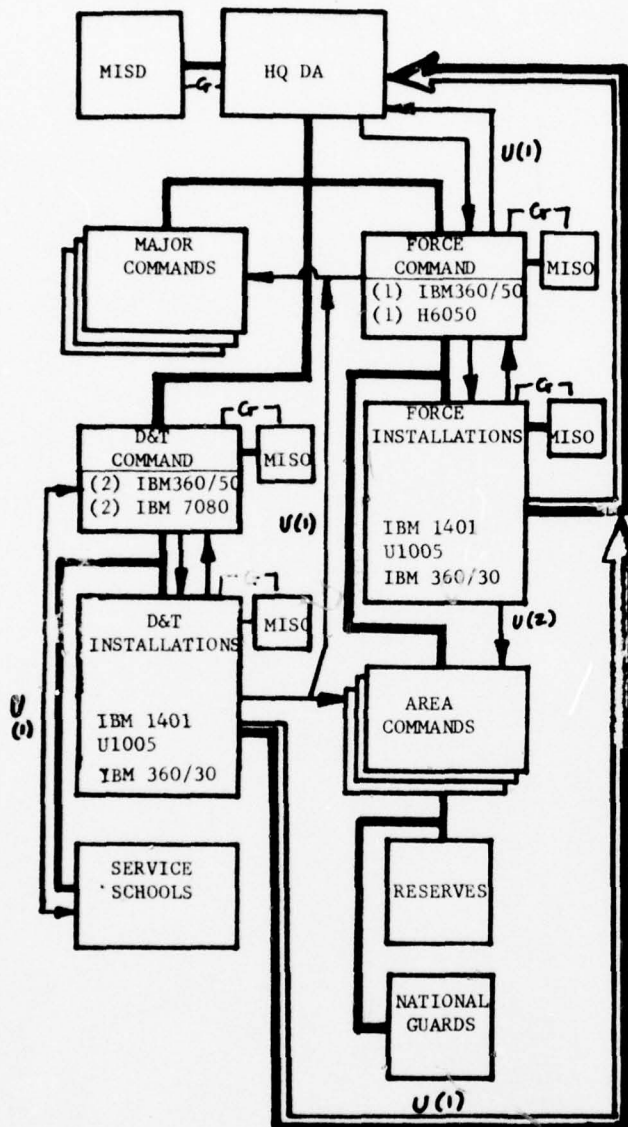 MISD
HQ DA
G
U(1)
MAJOR
COMMANDS
FORCE
COMMAND
(1) IBM360/50
(1) H6050
G
MISO
D&T
COMMAND
(2) IBM360/50
(2) IBM 7080
G
MISO
U(1)
FORCE
INSTALLATIONS
IBM 1401
U1005
IBM 360/30
G
MISO
D&T
INSTALLATIONS
IBM 1401
U1005
IBM 360/30
G
MISO
U(2)
U
(1)
AREA
COMMANDS
SERVICE
SCHOOLS
RESERVES
NATIONAL
GUARDS
U(1)